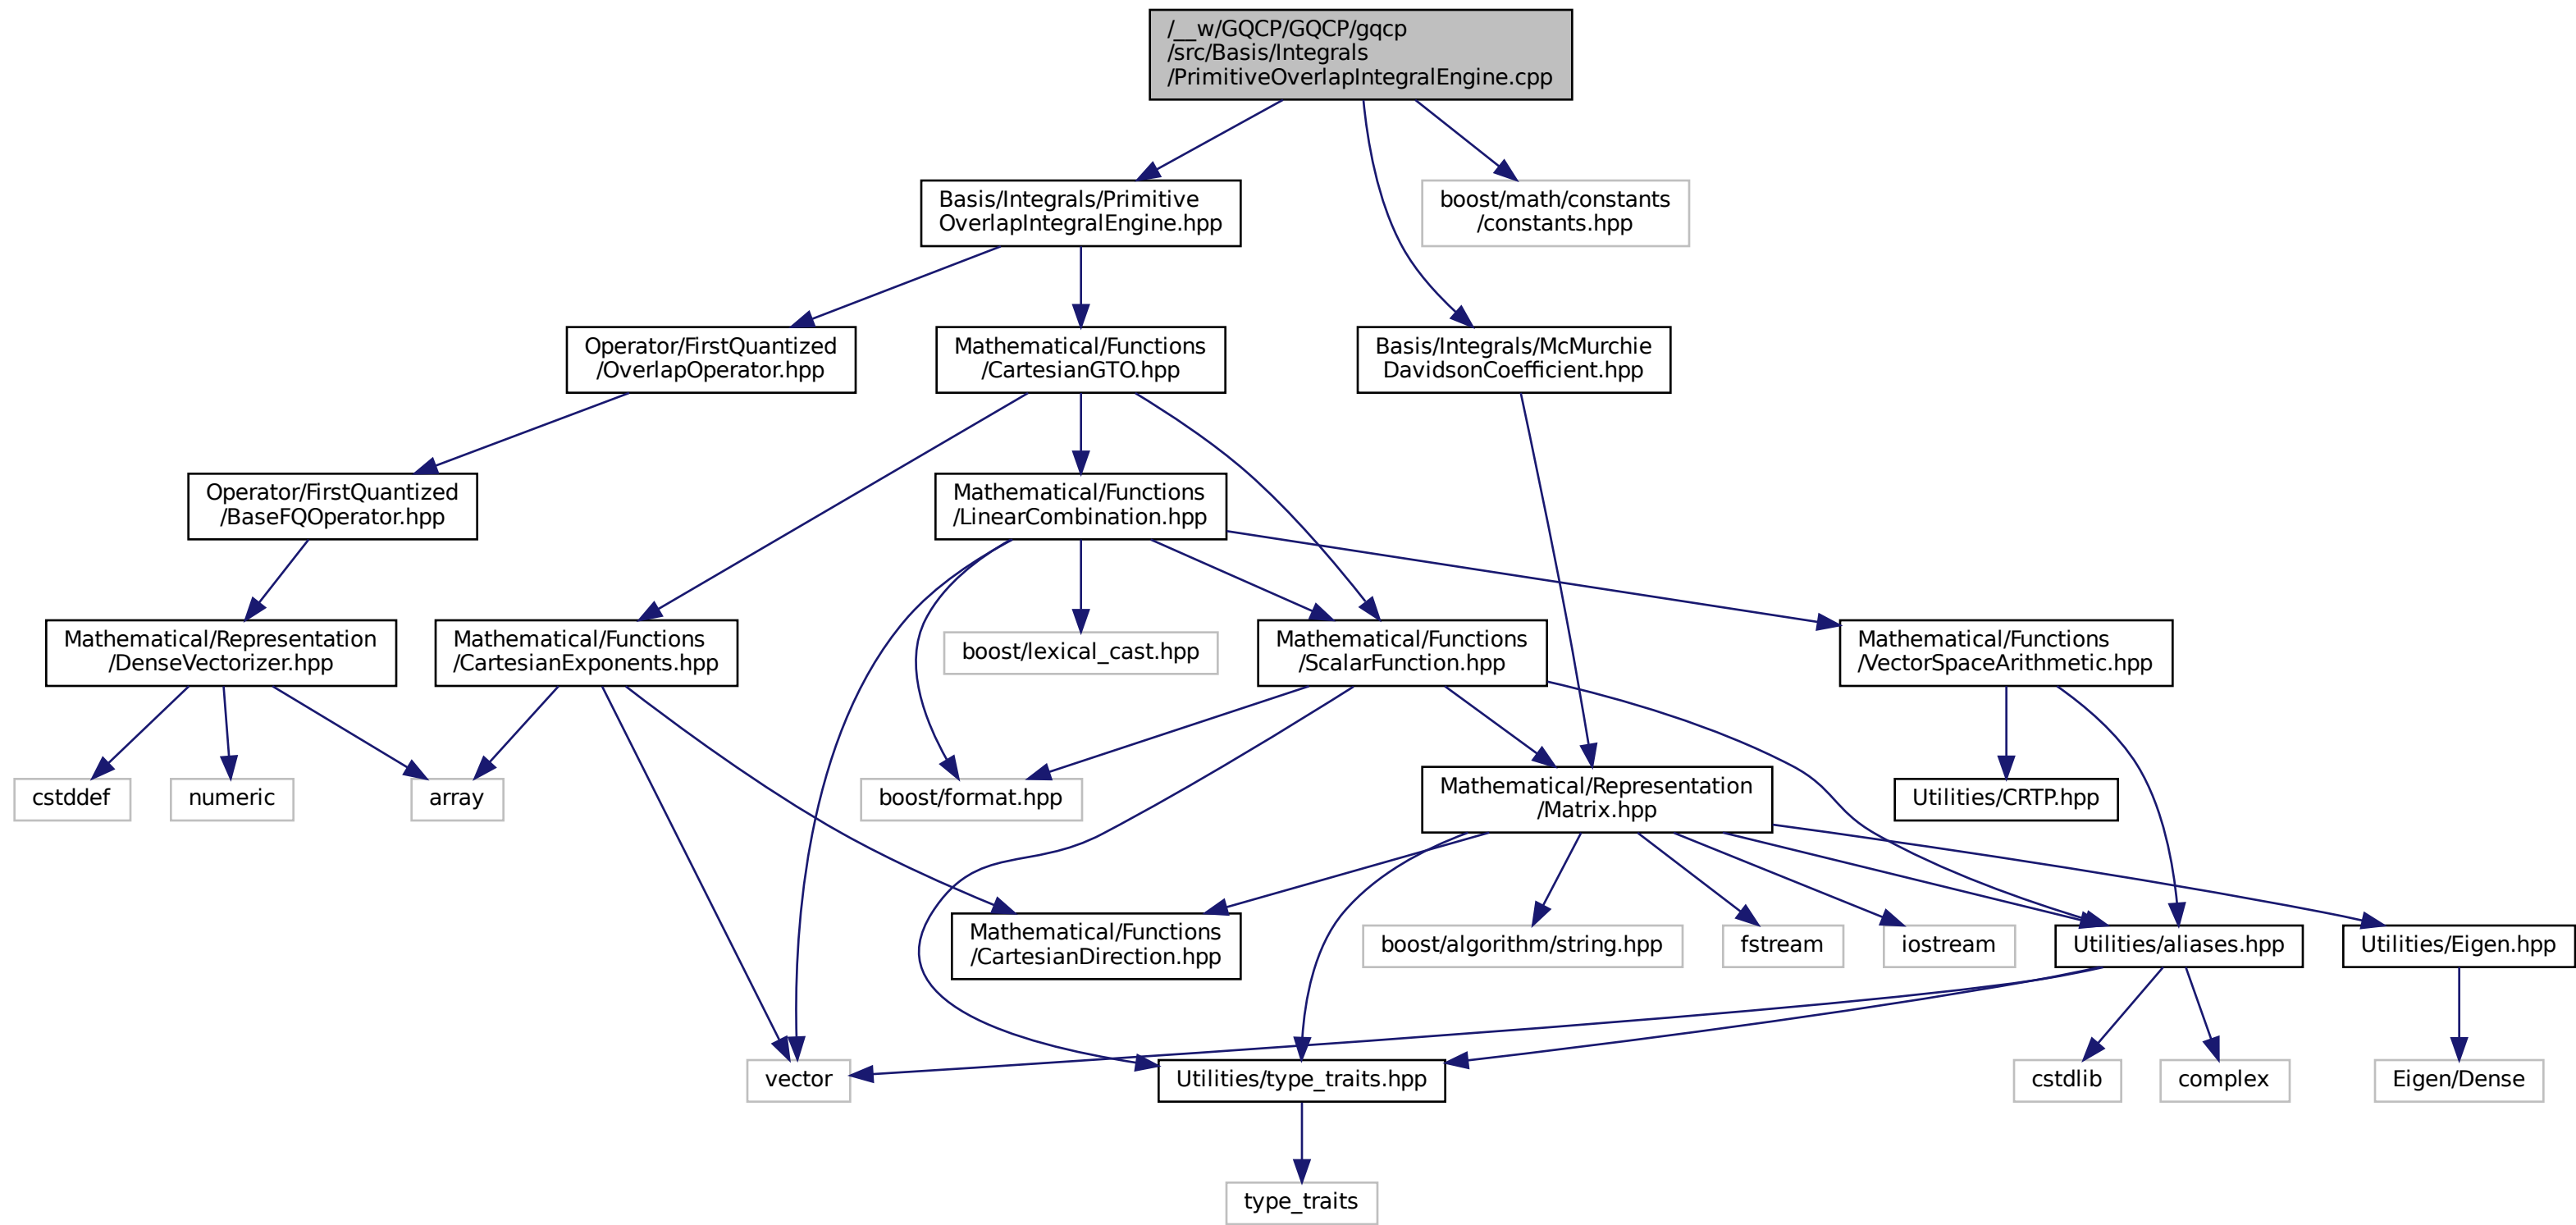 /__w/GQCP/GQCP/gqcp
/src/Basis/Integrals
/PrimitiveOverlapIntegralEngine.cpp
Basis/Integrals/Primitive
OverlapIntegralEngine.hpp
boost/math/constants
/constants.hpp
Operator/FirstQuantized
/OverlapOperator.hpp
Mathematical/Functions
/CartesianGTO.hpp
Basis/Integrals/McMurchie
DavidsonCoefficient.hpp
Operator/FirstQuantized
/BaseFQOperator.hpp
Mathematical/Functions
/LinearCombination.hpp
Mathematical/Representation
/DenseVectorizer.hpp
Mathematical/Functions
/CartesianExponents.hpp
boost/lexical_cast.hpp
Mathematical/Functions
/ScalarFunction.hpp
Mathematical/Functions
/VectorSpaceArithmetic.hpp
cstddef
numeric
array
boost/format.hpp
Mathematical/Representation
/Matrix.hpp
Utilities/CRTP.hpp
Mathematical/Functions
/CartesianDirection.hpp
boost/algorithm/string.hpp
fstream
iostream
Utilities/aliases.hpp
Utilities/Eigen.hpp
vector
Utilities/type_traits.hpp
cstdlib
complex
Eigen/Dense
type_traits